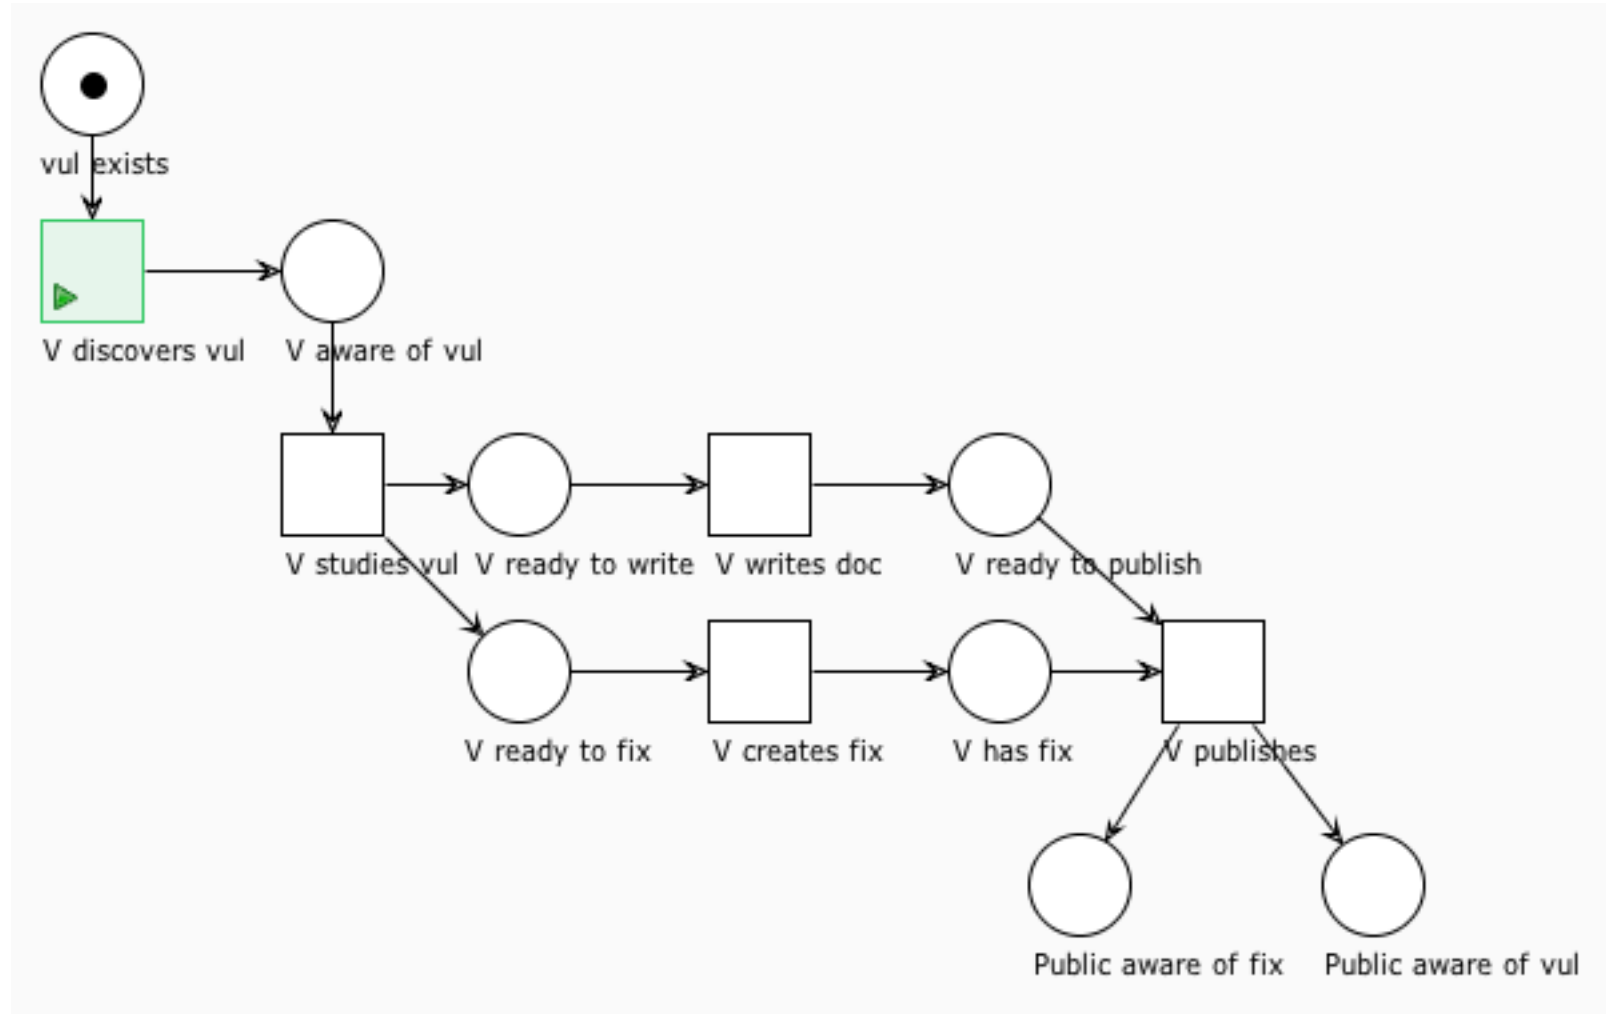 vul exists
V discovers vul
V aware of vul
V studies vul
V ready to write
V writes doc
V ready to publish
V ready to fix
V creates fix
V has fix
V publishes
Public aware of fix
Public aware of vul